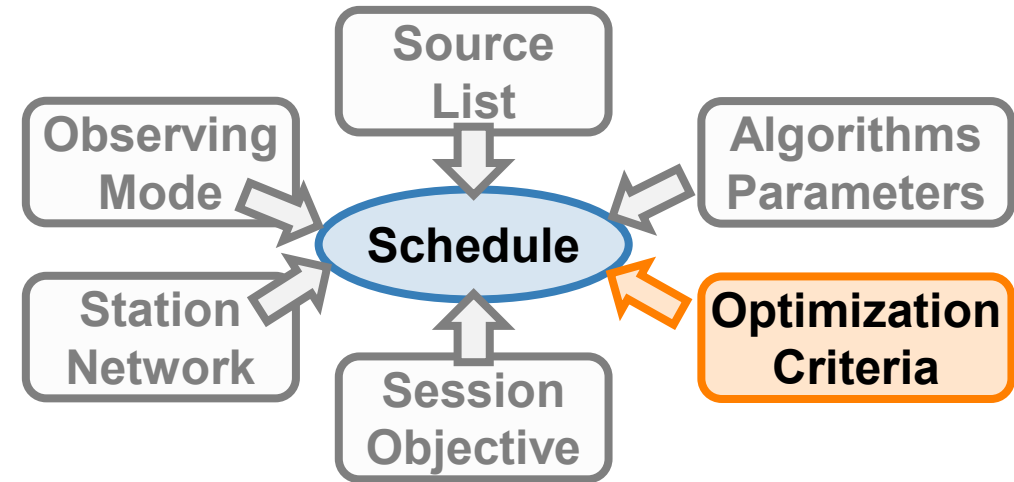 Source
List
Observing
Mode
Algorithms
Parameters
Schedule
Station
Network
Optimization
Criteria
Session
Objective